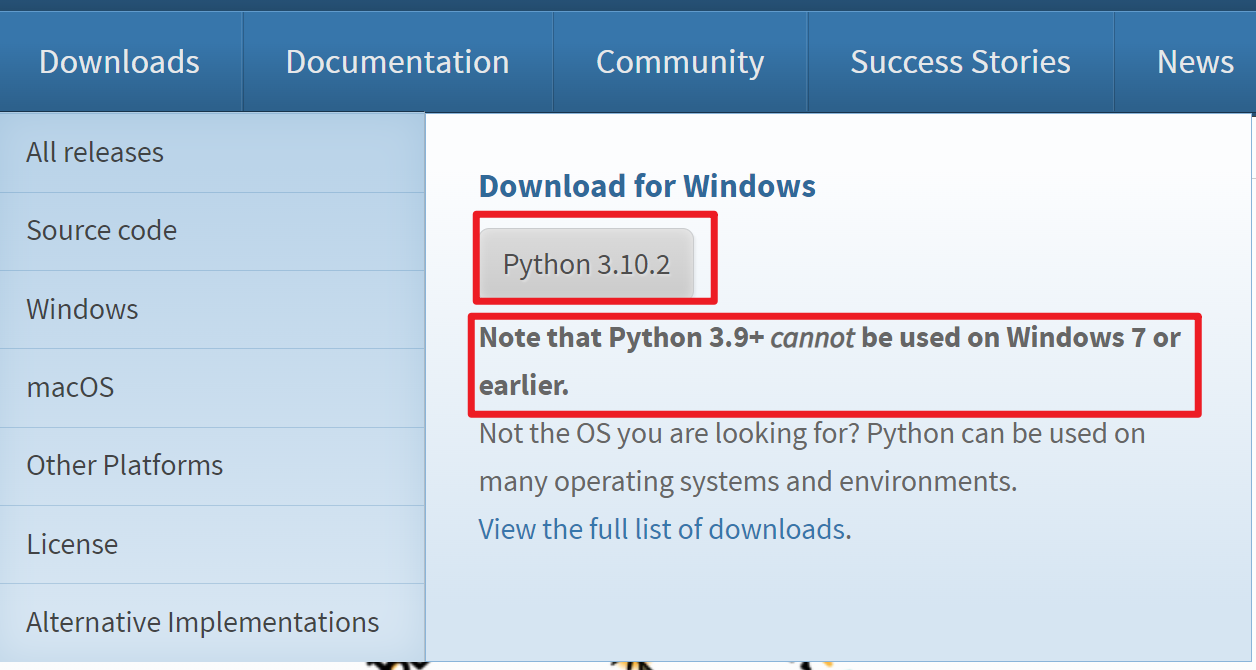 Downloads
Documentation
Community
Success Stories
News
All releases
Source code
Windows
macOS
Other Platforms
License
Alternative Implementations
Download for Windows
Python 3.10.2
Note that Python 3.9+ cannot be used on Windows 7 or
earlier.
Not the OS you are looking for? Python can be used on
many operating systems and environments.
View the full list of downloads.